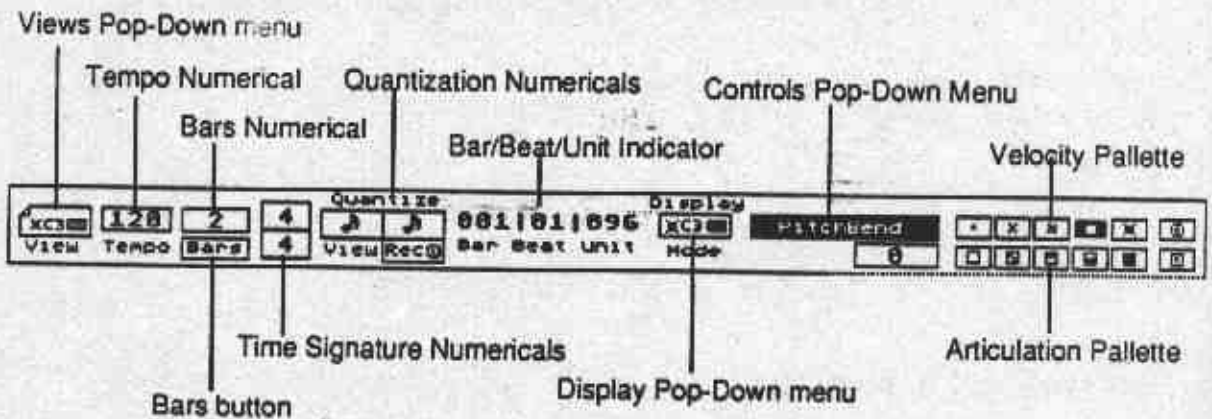 Views Pop-Down menu
Tempo Numerical
Quantization Numericals
Controls Pop-Down Menu
Bars Numerical
Bar/Beat/Unit Indicator
Velocity Pallette
Quantize
Display
120 2 4 001|01|096 PitchBend
View Tempo Bars 4 View Rec Bar Beat Unit Mode 0
Time Signature Numericals
Articulation Pallette
Display Pop-Down menu
Bars button